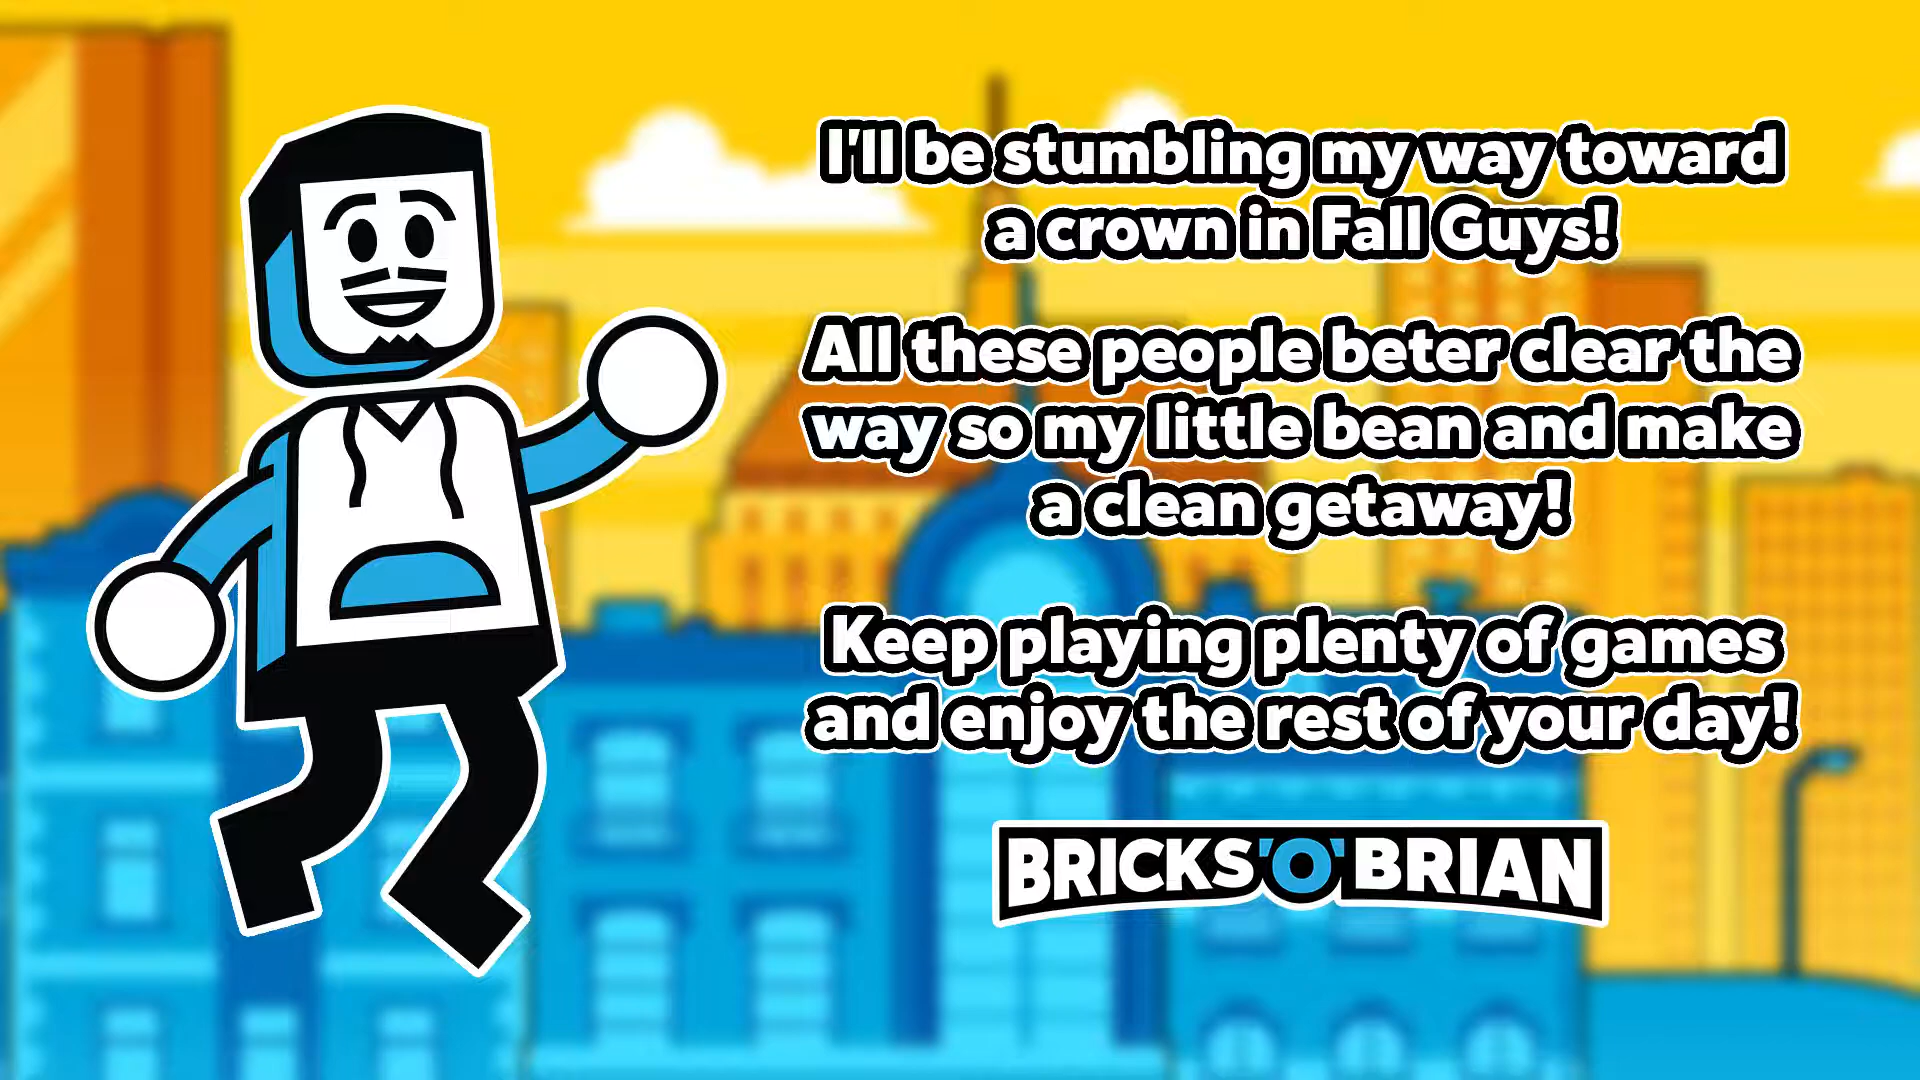 I'll be stumbling my way toward
a crown in Fall Guys!
All these people beter clear the
way so my little bean and make
a clean getaway!
Keep playing plenty of games
and enjoy the rest of your day!
BRICKS'O'BRIAN